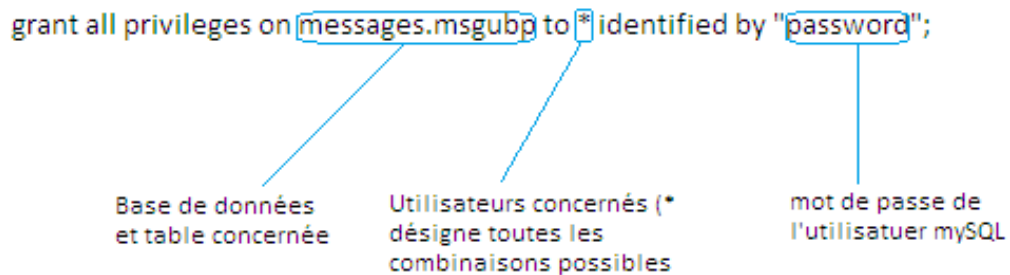 grant all privileges on messages.msgubp to * identified by "password";
Base de données
et table concernée
Utilisateurs concernés (*
désigne toutes les
combinaisons possibles
mot de passe de
l'utilisatuer mySQL